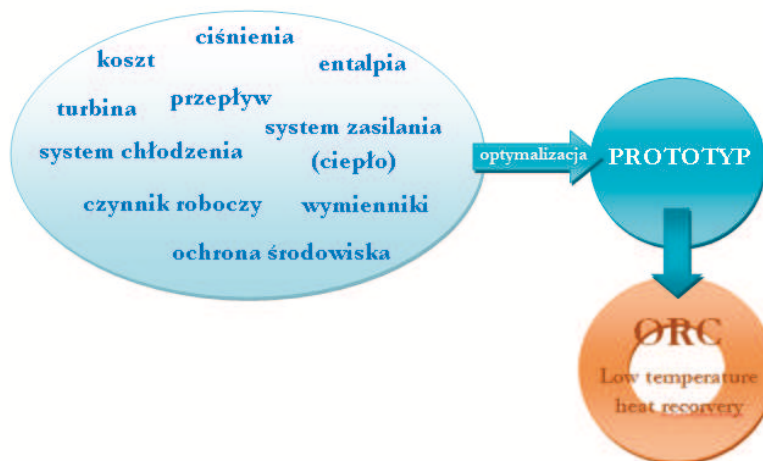 ciśnienia
koszt
entalpia
turbina
przepływ
system zasilania
(ciepło)
system chłodzenia
czynnik roboczy
wymienniki
ochrona środowiska
optymalizacja
PROTOTYP
ORC
Low temperature
heat recorvery